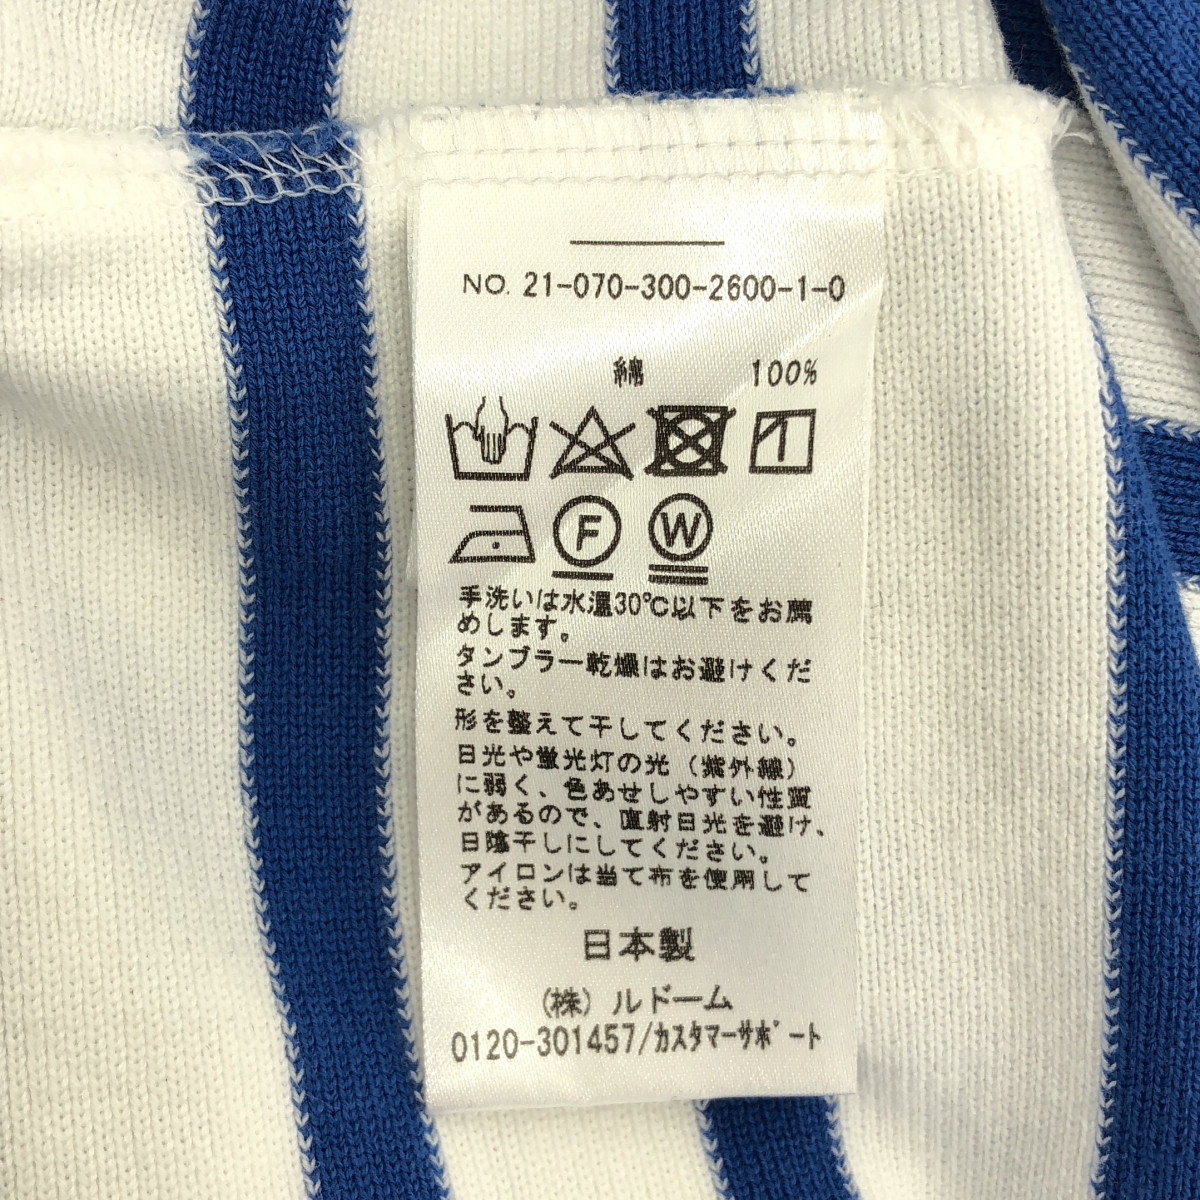 NO. 21-070-300-2600-1-0
綿 100%
F W
手洗いは水温30℃以下をお薦
めします。
タンブラー乾燥はお避けくだ
さい。
形を整えて干してください。
日光や蛍光灯の光（紫外線）
に弱く、色あせしやすい性質
があるので、直射日光を避け、
日陰干しにしてください。
アイロンは当て布を使用して
ください。
日本製
（株）ルドーム
0120-301457/カスタマーサポート